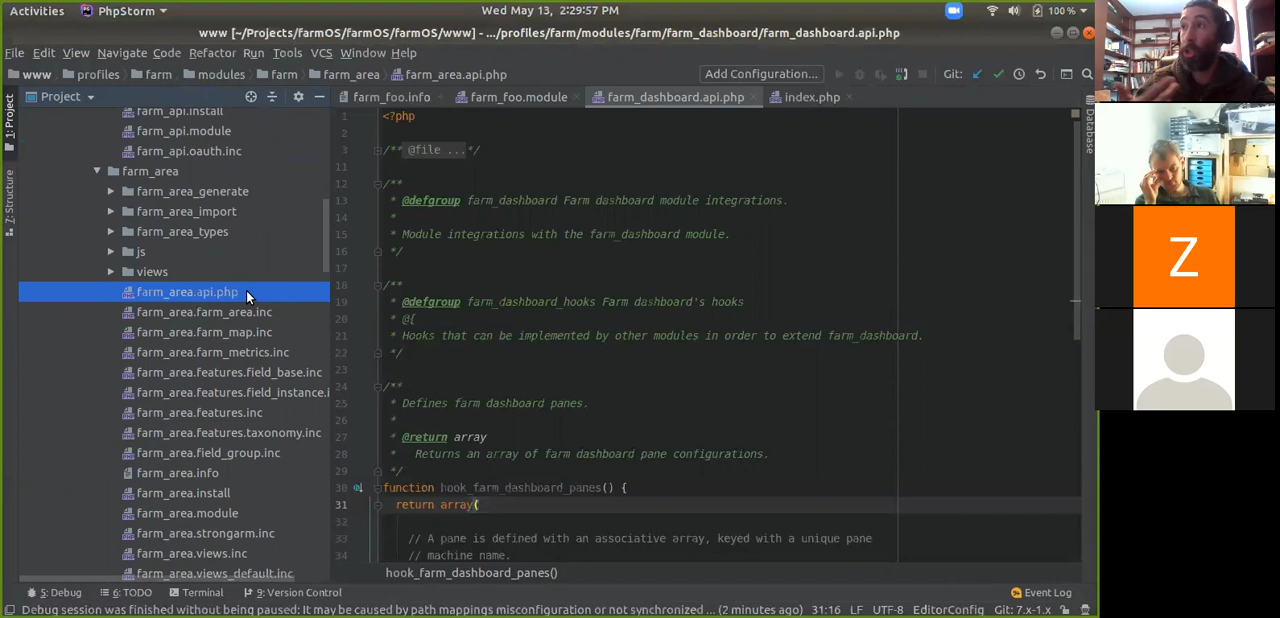 Activities PhpStorm Wed May 13, 2:29:57 PM 100 %
www [~/Projects/farmOS/farmOS/www] - .../profiles/farm/modules/farm/farm_dashboard/farm_dashboard.api.php
File Edit View Navigate Code Refactor Run Tools VCS Window Help
www profiles farm modules farm farm_area farm_area.api.php Add Configuration... Git:
1: Project
7: Structure
Database
Project
farm_api.install
farm_api.module
farm_api.oauth.inc
farm_area
farm_area_generate
farm_area_import
farm_area_types
js
views
farm_area.api.php
farm_area.farm_area.inc
farm_area.farm_map.inc
farm_area.farm_metrics.inc
farm_area.features.field_base.inc
farm_area.features.field_instance.i
farm_area.features.inc
farm_area.features.taxonomy.inc
farm_area.field_group.inc
farm_area.info
farm_area.install
farm_area.module
farm_area.strongarm.inc
farm_area.views.inc
farm_area.views_default.inc
farm_foo.info farm_foo.module farm_dashboard.api.php index.php
1 <?php
2
3 /** @file ...*/
11
12 /**
13 * @defgroup farm_dashboard Farm dashboard module integrations.
14 *
15 * Module integrations with the farm_dashboard module.
16 */
17
18 /**
19 * @defgroup farm_dashboard_hooks Farm dashboard's hooks
20 * @{
21 * Hooks that can be implemented by other modules in order to extend farm_dashboard.
22 */
23
24 /**
25 * Defines farm dashboard panes.
26 *
27 * @return array
28 * Returns an array of farm dashboard pane configurations.
29 */
30 function hook_farm_dashboard_panes() {
31 return array(
32
33 // A pane is defined with an associative array, keyed with a unique pane
34 // machine name.
hook_farm_dashboard_panes()
5: Debug 6: TODO Terminal 9: Version Control Event Log
Debug session was finished without being paused: It may be caused by path mappings misconfiguration or not synchronized ... (2 minutes ago) 31:16 LF UTF-8 EditorConfig Git: 7.x-1.x
Z